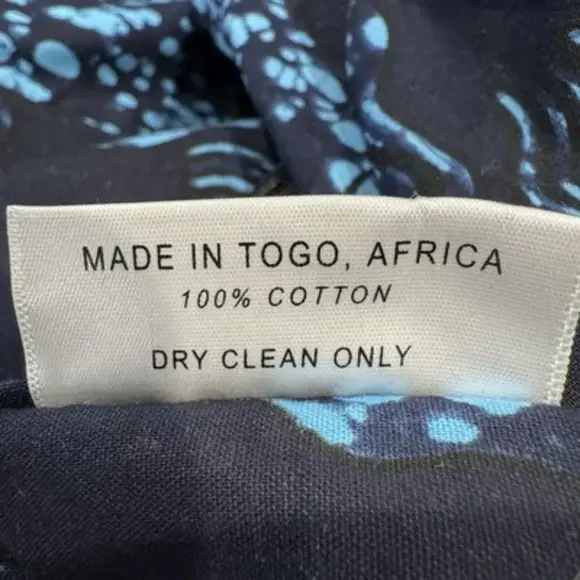 MADE IN TOGO, AFRICA
100% COTTON
DRY CLEAN ONLY